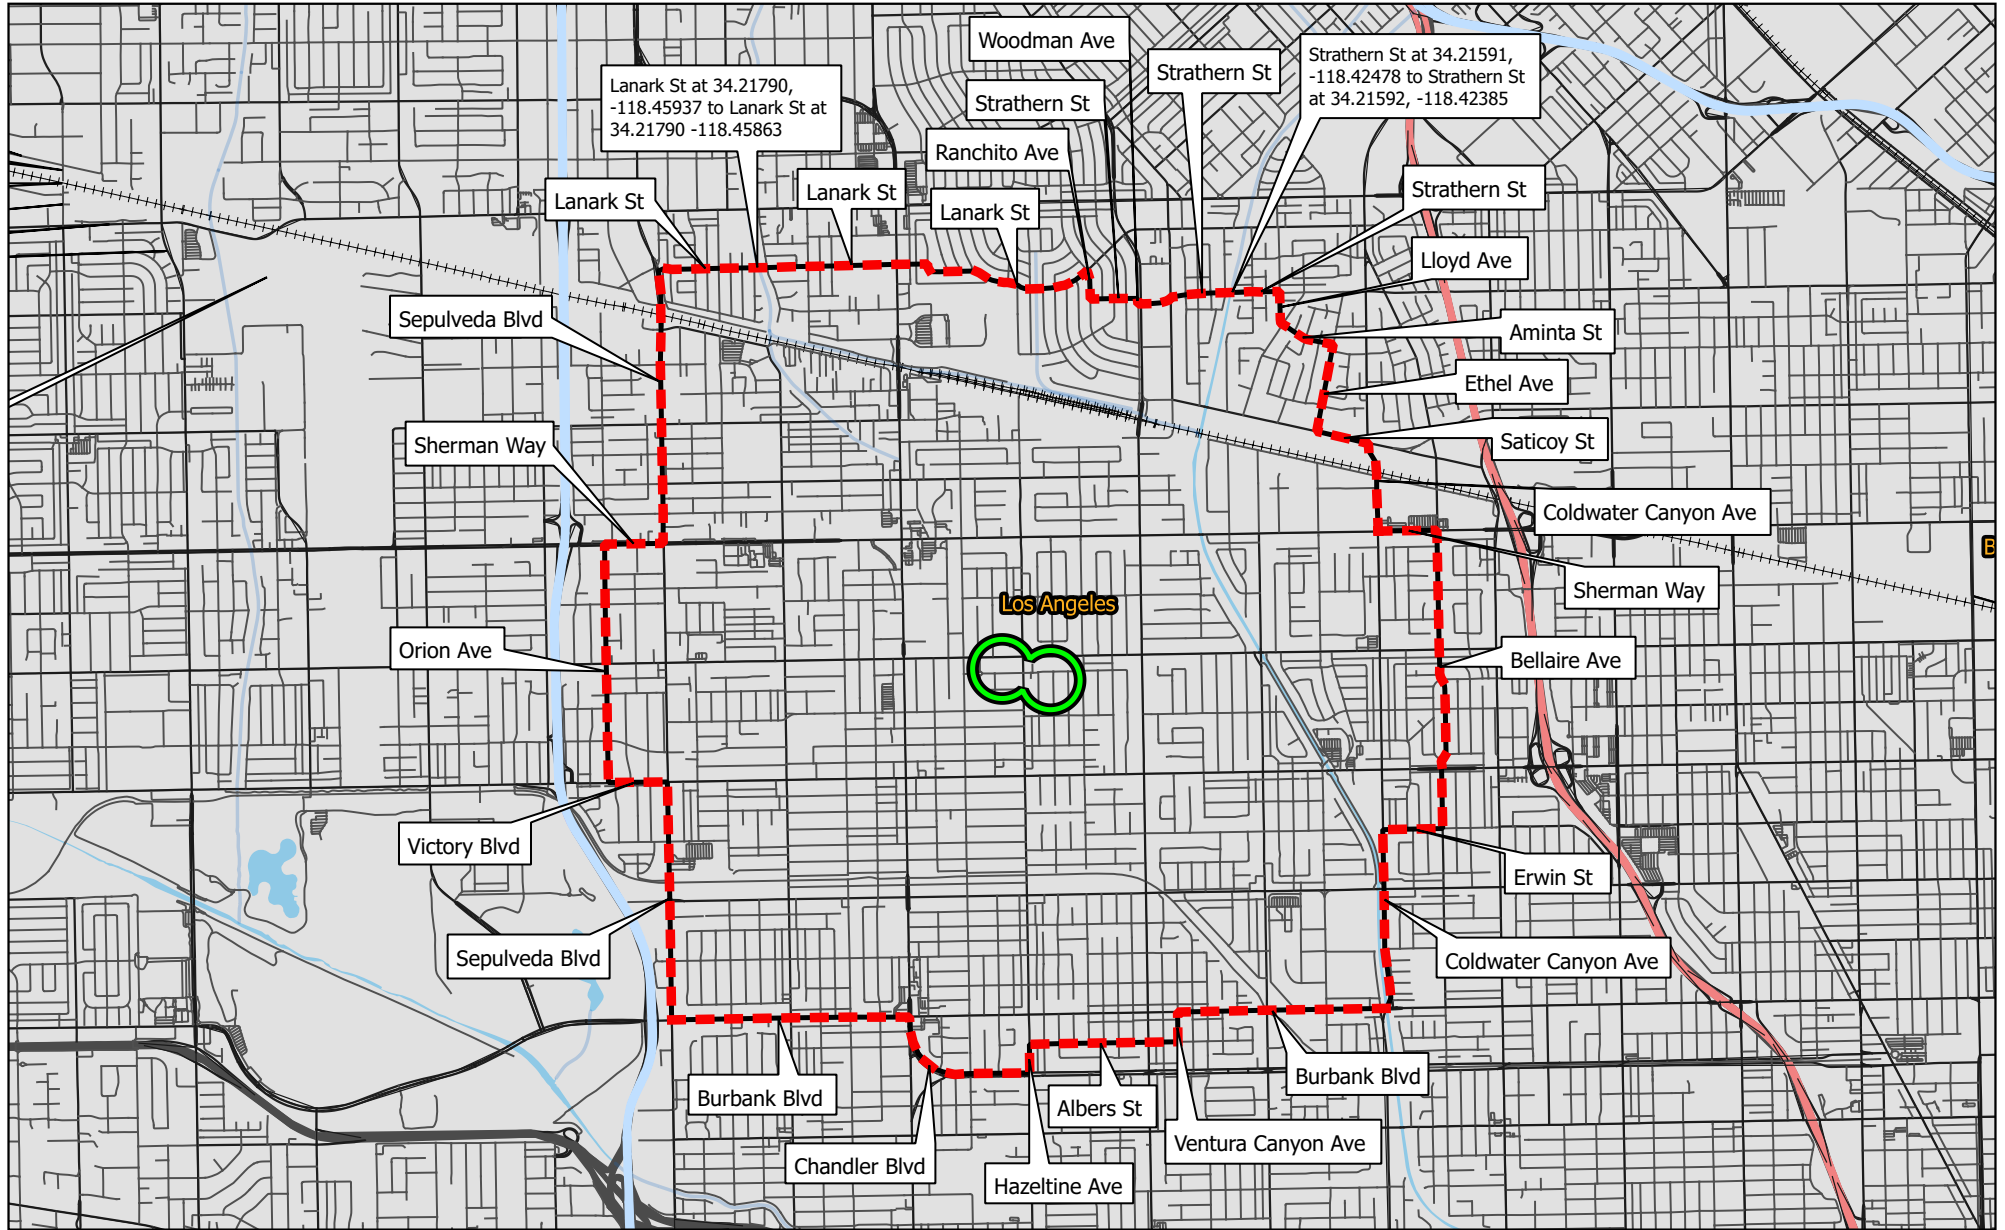 Woodman Ave
Strathern St
Strathern St at 34.21591,
-118.42478 to Strathern St
at 34.21592, -118.42385
Lanark St at 34.21790,
-118.45937 to Lanark St at
34.21790 -118.45863
Strathern St
Ranchito Ave
Lanark St
Lanark St
Lanark St
Strathern St
Lloyd Ave
Sepulveda Blvd
Aminta St
Ethel Ave
Sherman Way
Saticoy St
Coldwater Canyon Ave
B
Sherman Way
Los Angeles
Orion Ave
Bellaire Ave
Victory Blvd
Erwin St
Sepulveda Blvd
Coldwater Canyon Ave
Burbank Blvd
Burbank Blvd
Albers St
Ventura Canyon Ave
Chandler Blvd
Hazeltine Ave